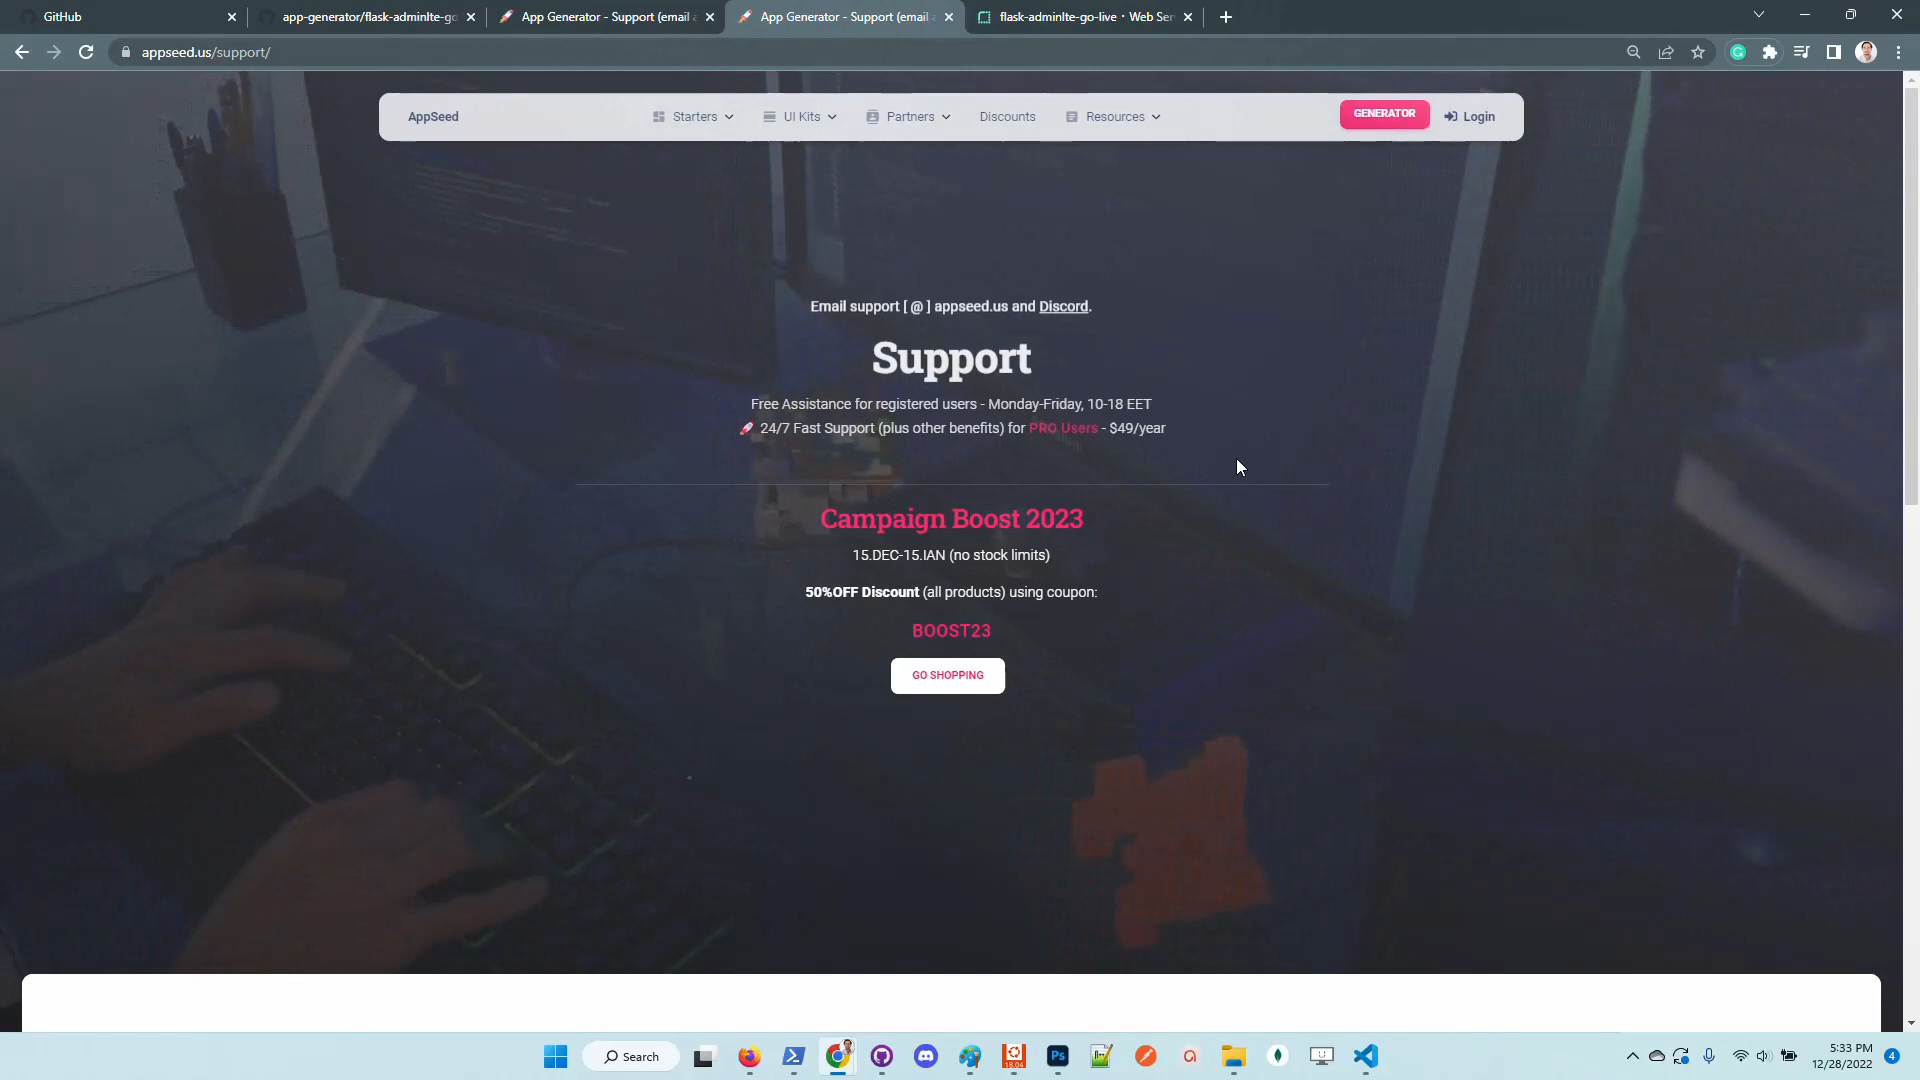 GitHub
app-generator/flask-adminlte-go
App Generator - Support (email a
App Generator - Support (email a
flask-adminlte-go-live · Web Ser
appseed.us/support/
AppSeed
Starters
UI Kits
Partners
Discounts
Resources
GENERATOR
Login
Email support [ @ ] appseed.us and Discord.
Support
Free Assistance for registered users - Monday-Friday, 10-18 EET
🚀 24/7 Fast Support (plus other benefits) for PRO Users - $49/year
Campaign Boost 2023
15.DEC-15.IAN (no stock limits)
50%OFF Discount (all products) using coupon:
BOOST23
GO SHOPPING
Search
18.04
Ps
5:33 PM
12/28/2022
4